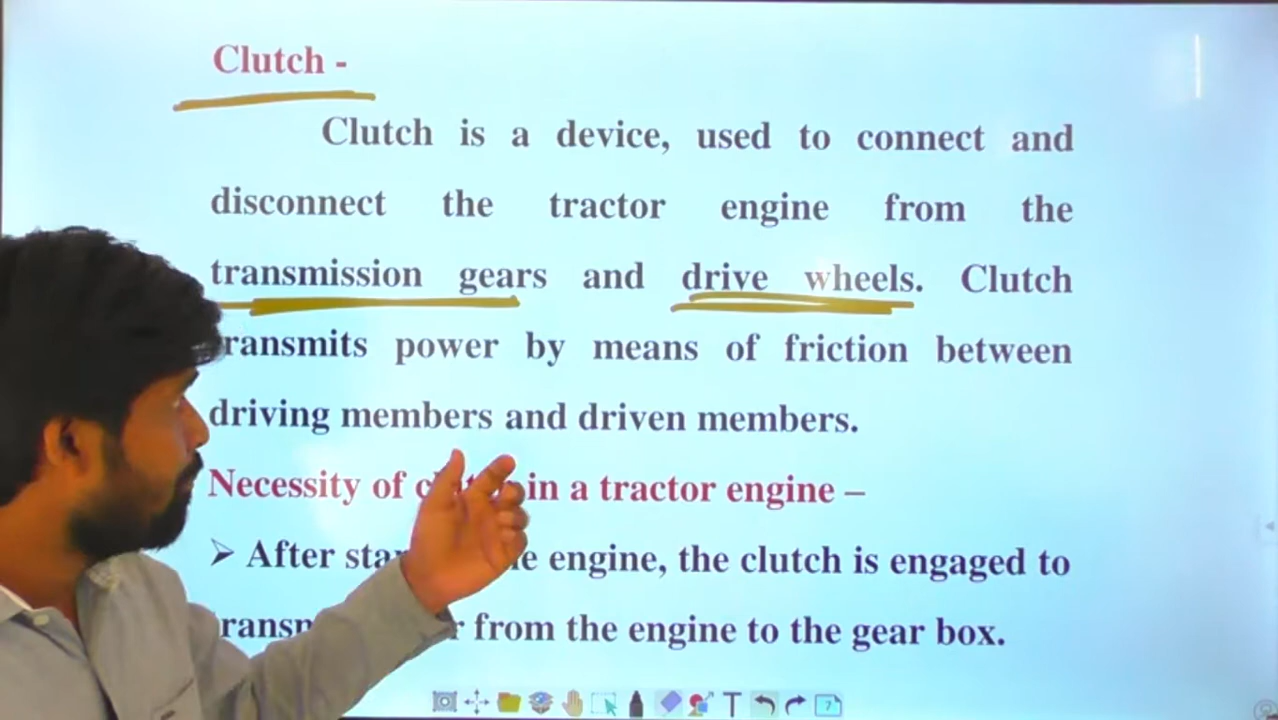 Clutch -
Clutch is a device, used to connect and
disconnect the tractor engine from the
transmission gears and drive wheels. Clutch
ransmits power by means of friction between
driving members and driven members.
Necessity of in a tractor engine –
➤ After engine, the clutch is engaged to
from the engine to the gear box.
T 7